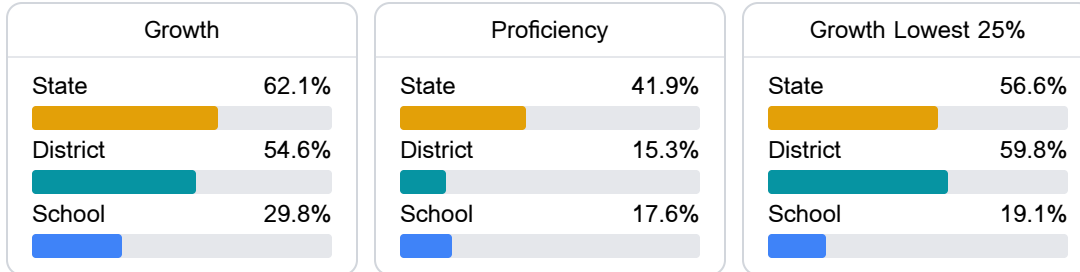 Growth
State 62.1%
District 54.6%
School 29.8%
Proficiency
State 41.9%
District 15.3%
School 17.6%
Growth Lowest 25%
State 56.6%
District 59.8%
School 19.1%